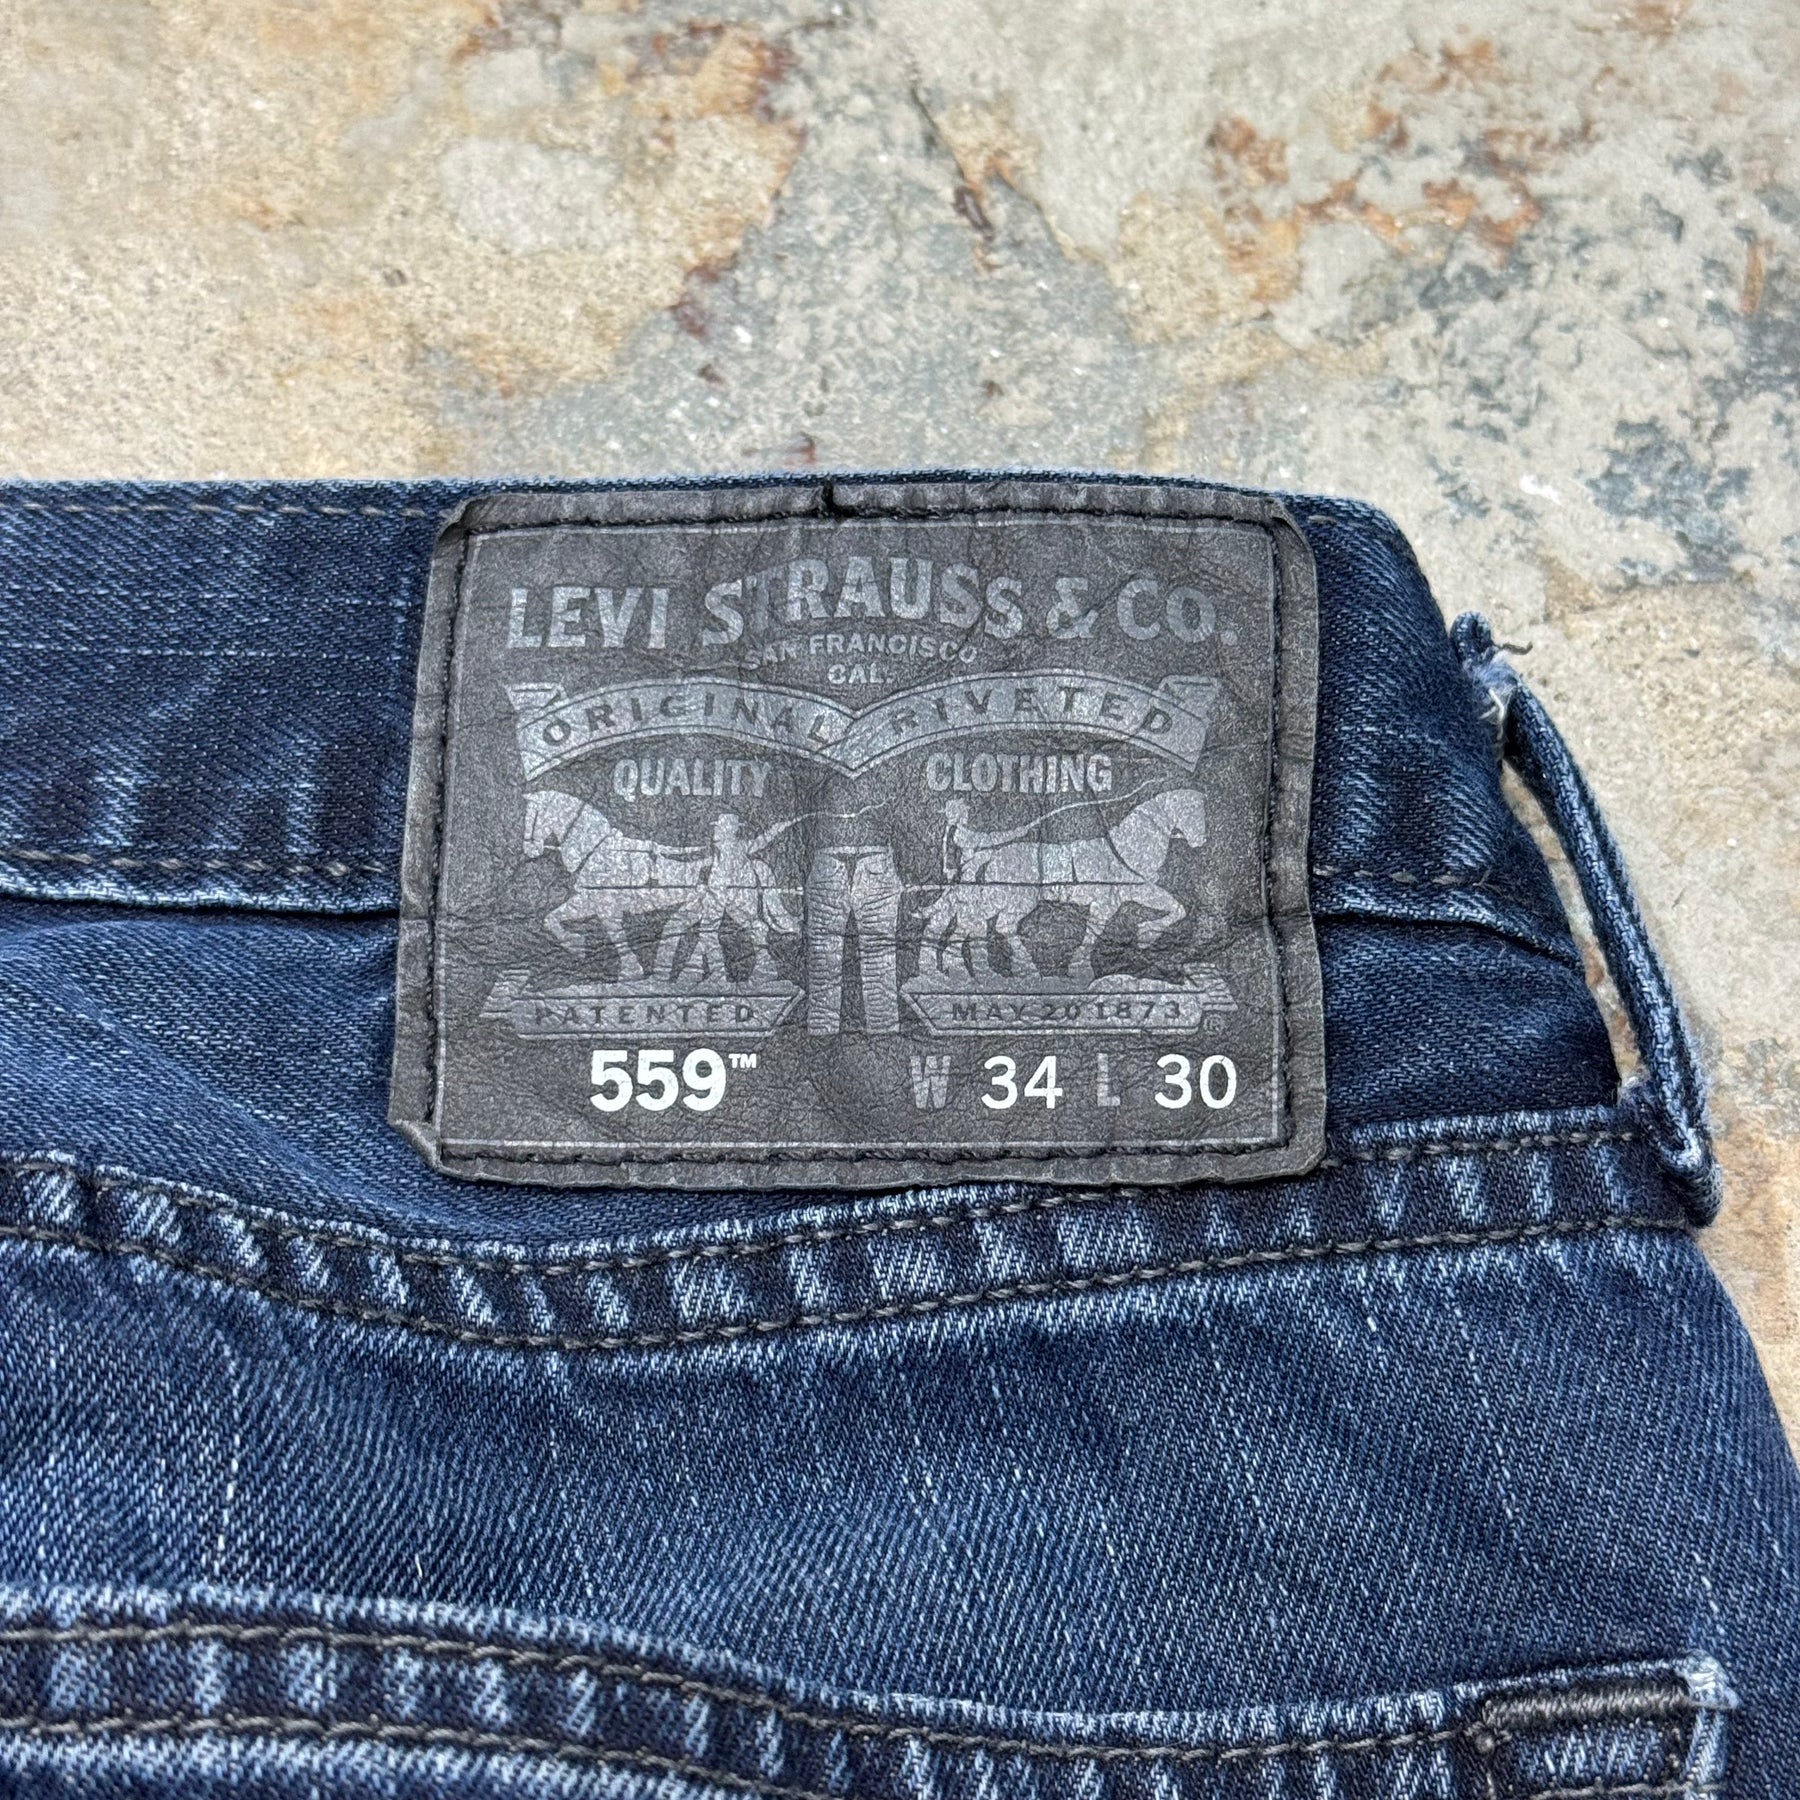 LEVI STRAUSS & CO.
SAN FRANCISCO
CAL.
ORIGINAL RIVETED
QUALITY CLOTHING
PATENTED MAY 20 1873 ®
559™ W 34 L 30